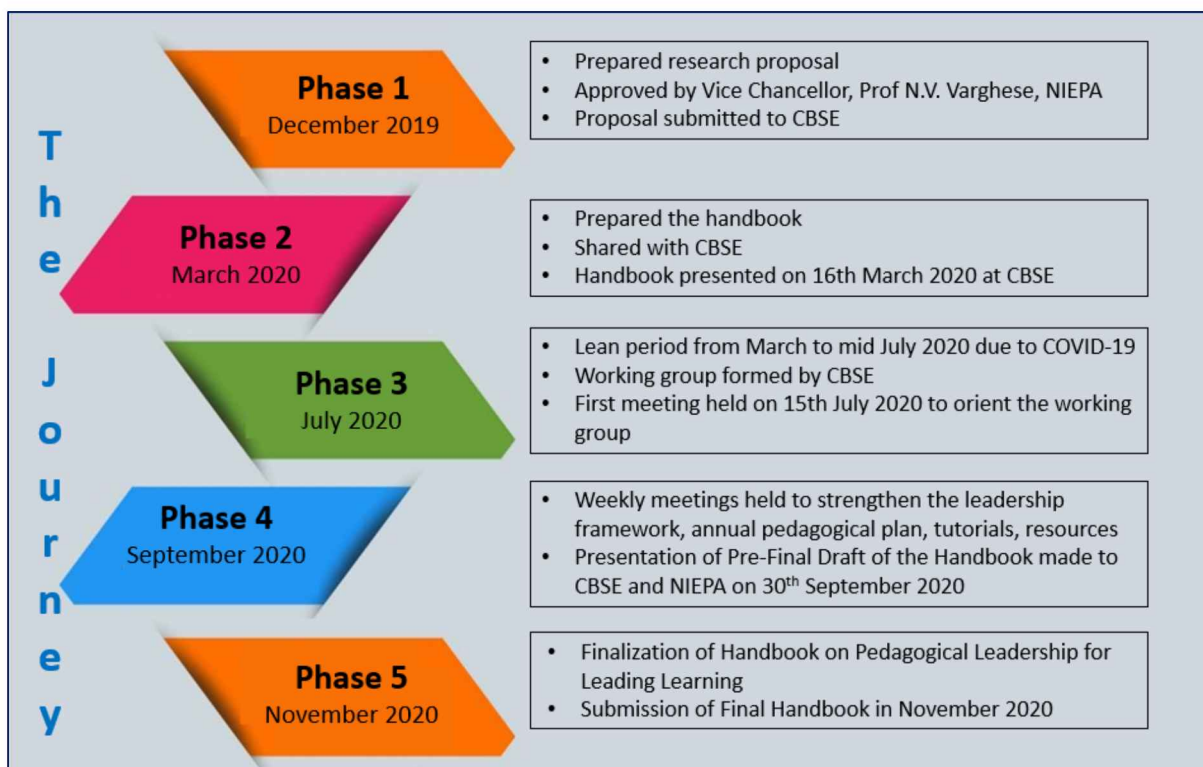 The Journey
Phase 1
December 2019
• Prepared research proposal
• Approved by Vice Chancellor, Prof N.V. Varghese, NIEPA
• Proposal submitted to CBSE
Phase 2
March 2020
• Prepared the handbook
• Shared with CBSE
• Handbook presented on 16th March 2020 at CBSE
Phase 3
July 2020
• Lean period from March to mid July 2020 due to COVID-19
• Working group formed by CBSE
• First meeting held on 15th July 2020 to orient the working
group
Phase 4
September 2020
• Weekly meetings held to strengthen the leadership
framework, annual pedagogical plan, tutorials, resources
• Presentation of Pre-Final Draft of the Handbook made to
CBSE and NIEPA on 30th September 2020
Phase 5
November 2020
• Finalization of Handbook on Pedagogical Leadership for
Leading Learning
• Submission of Final Handbook in November 2020